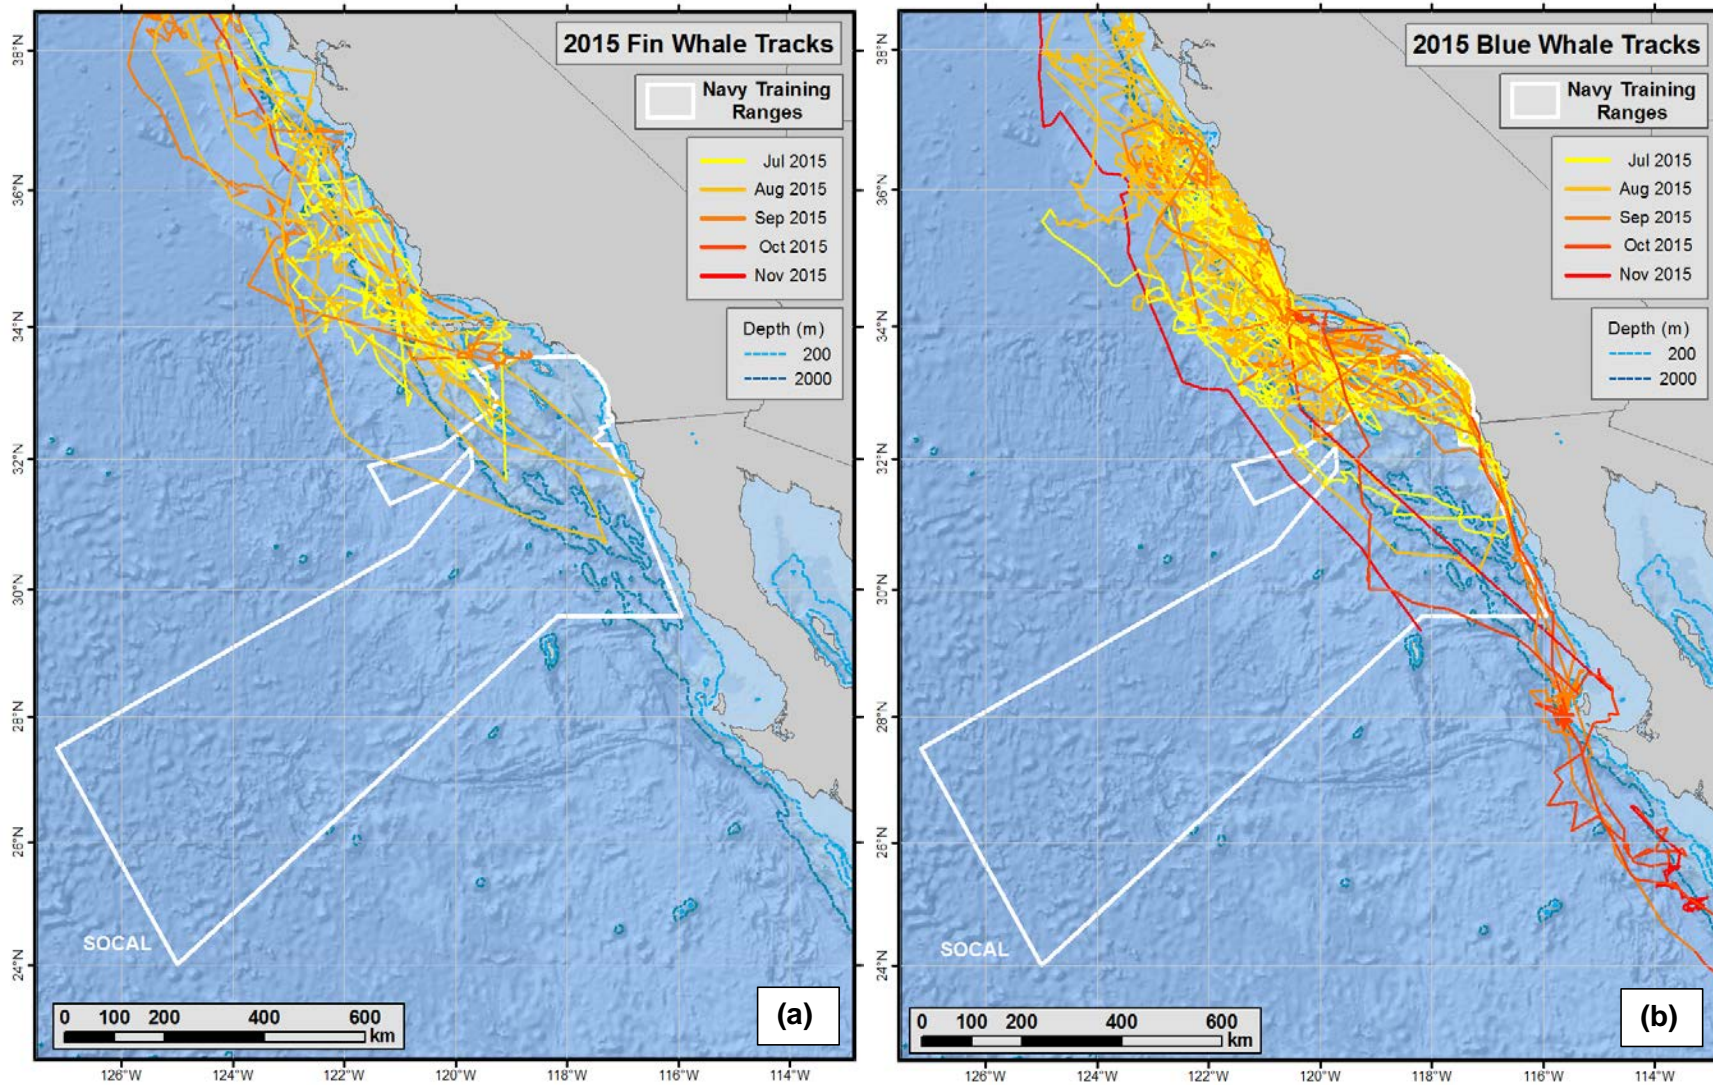 2015 Fin Whale Tracks
Navy Training
Ranges
Jul 2015
Aug 2015
Sep 2015
Oct 2015
Nov 2015
Depth (m)
200
2000
38°N
36°N
34°N
32°N
30°N
28°N
26°N
24°N
SOCAL
0 100 200 400 600
km
(a)
126°W 124°W 122°W 120°W 118°W 116°W
2015 Blue Whale Tracks
Navy Training
Ranges
Jul 2015
Aug 2015
Sep 2015
Oct 2015
Nov 2015
Depth (m)
200
2000
38°N
36°N
34°N
32°N
30°N
28°N
26°N
24°N
SOCAL
0 100 200 400 600
km
(b)
126°W 124°W 122°W 120°W 118°W 116°W 114°W